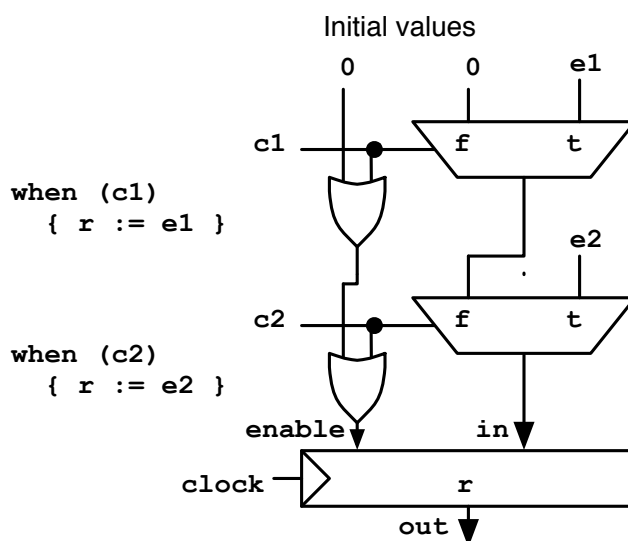 Initial values
0 0 e1
c1 f t
when (c1)
{ r := e1 }
e2
c2 f t
when (c2)
{ r := e2 }
enable in
clock r
out